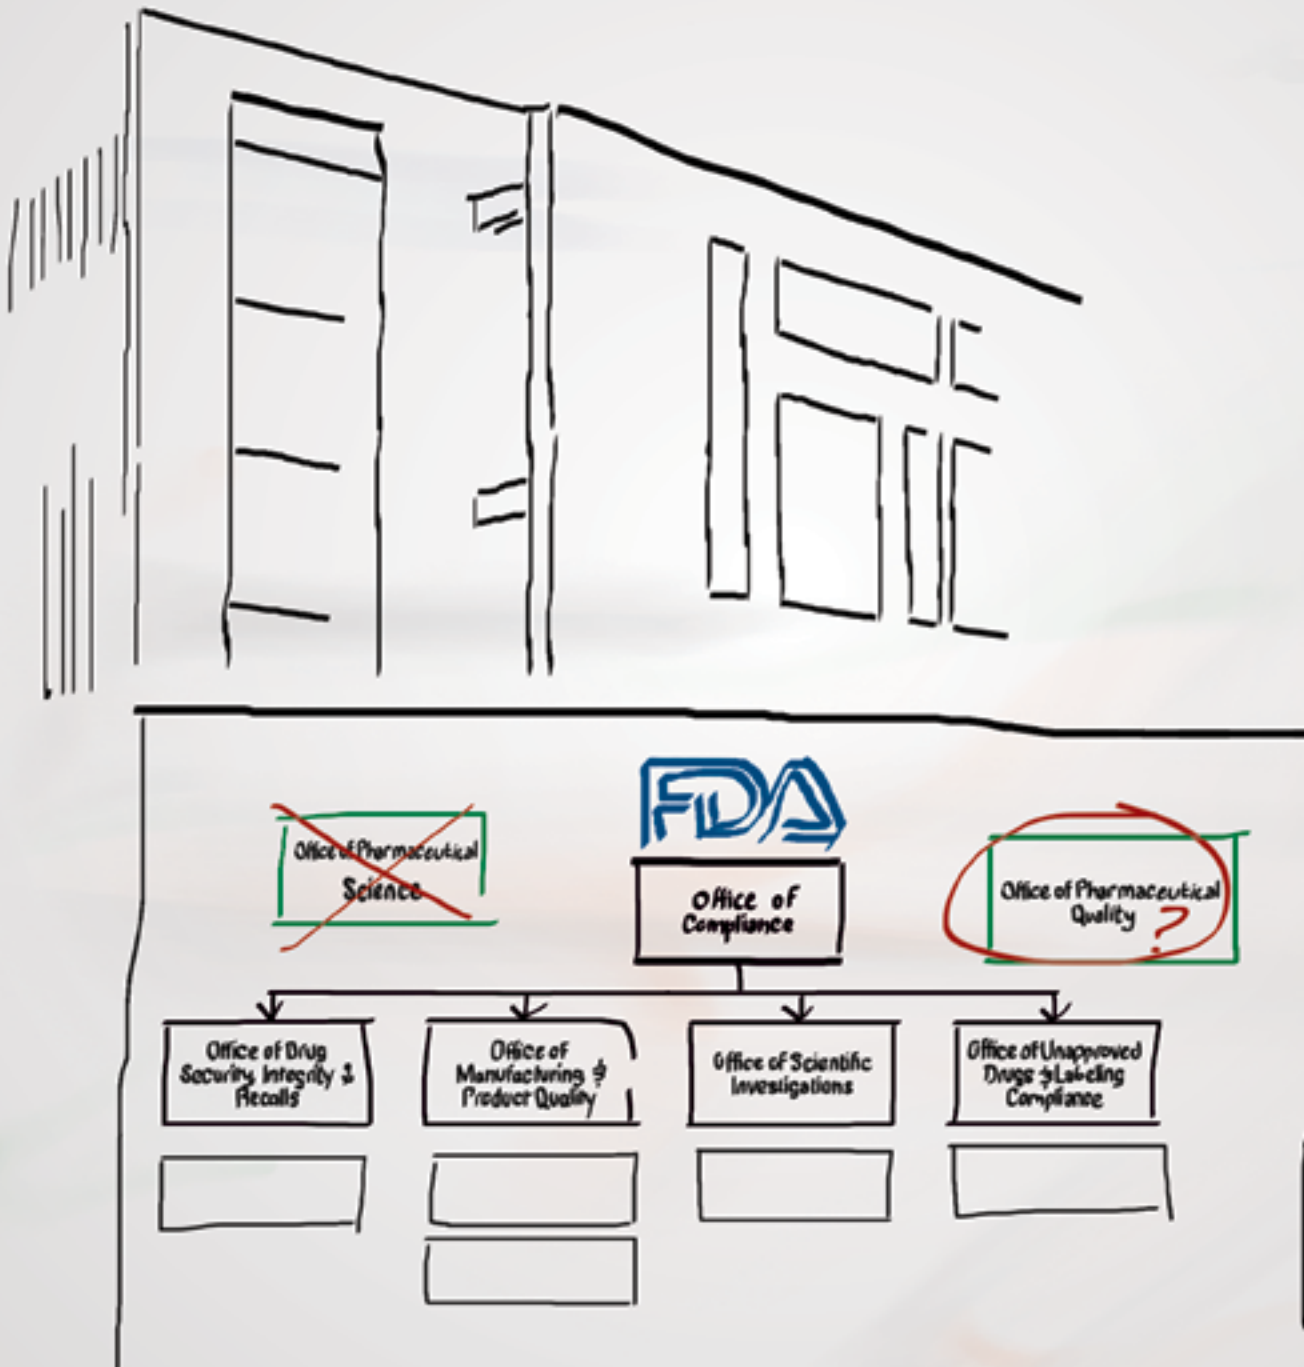 FDA
Office of Pharmaceutical
Science
Office of
Compliance
Office of Pharmaceutical
Quality ?
Office of Drug
Security, Integrity &
Recalls
Office of
Manufacturing &
Product Quality
Office of Scientific
Investigations
Office of Unapproved
Drugs & Labeling
Compliance